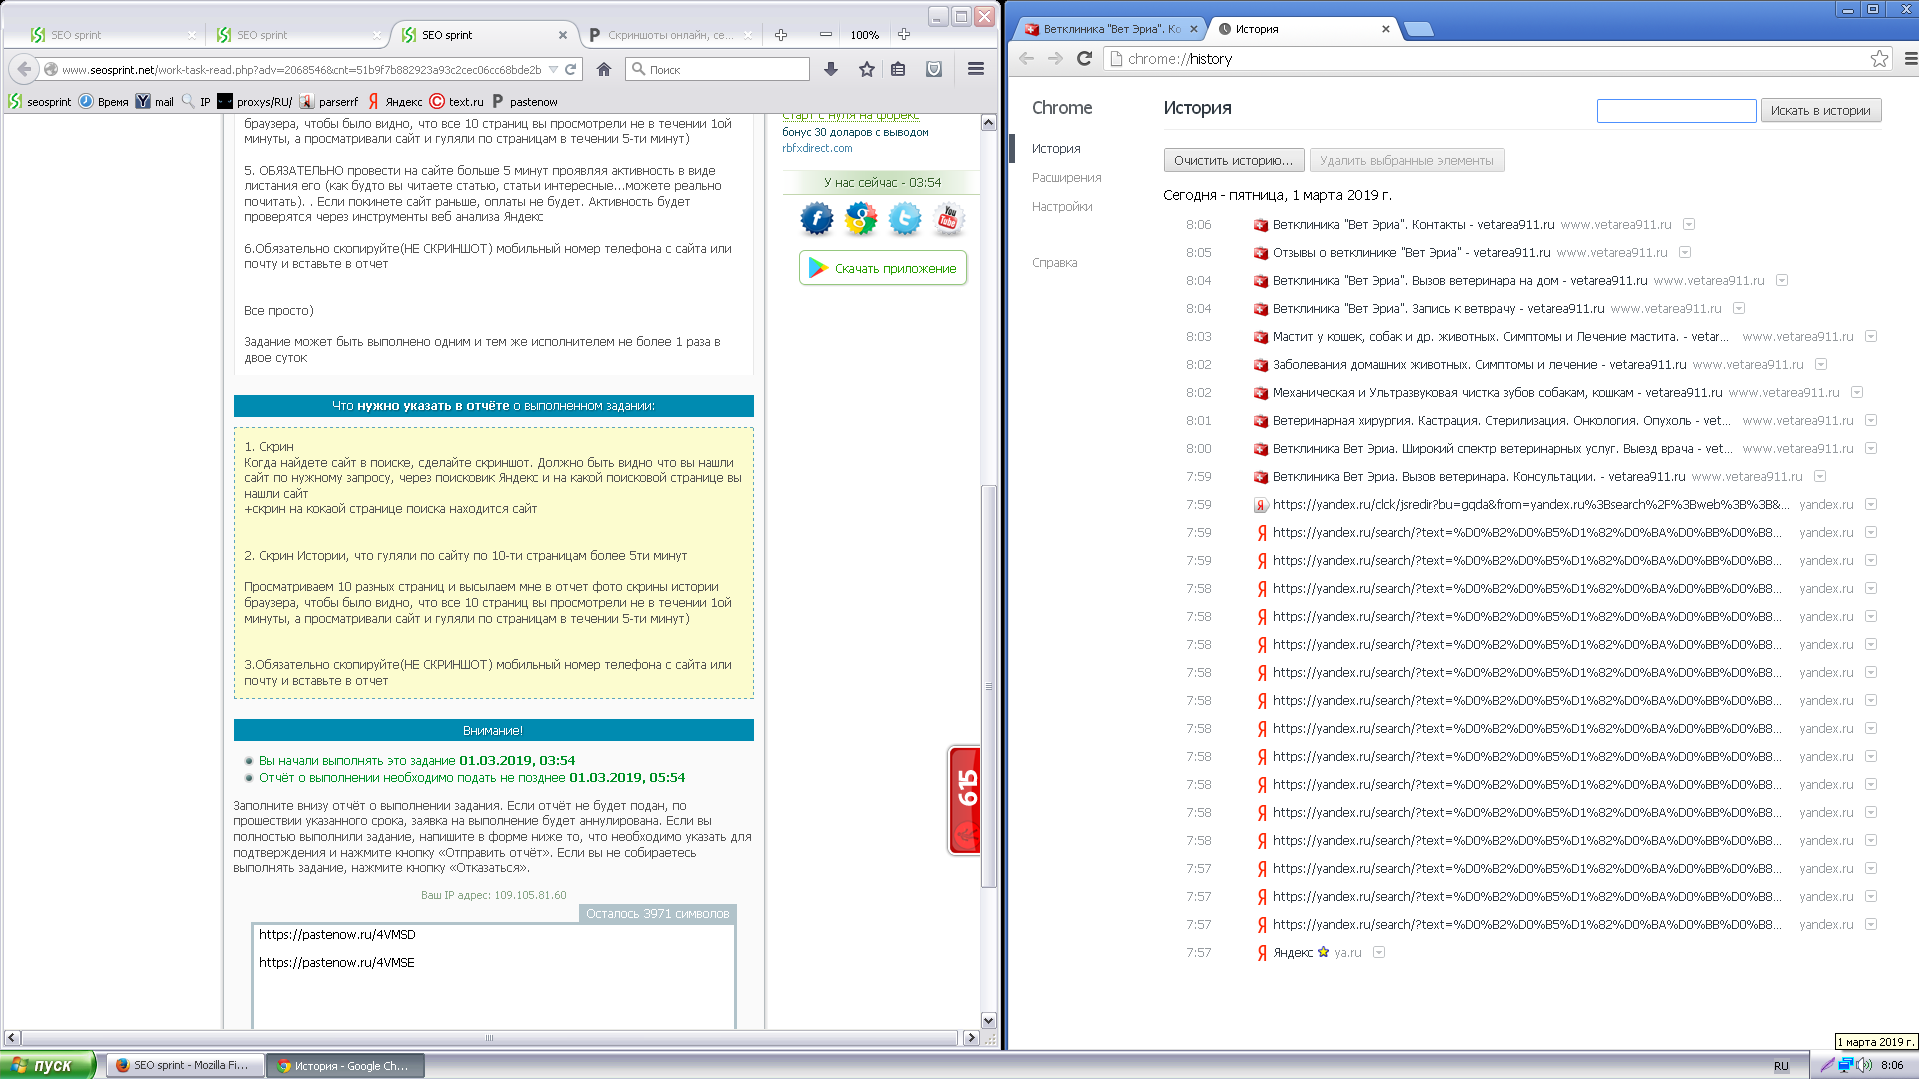 SEO sprint
SEO sprint
SEO sprint
Скриншоты онлайн, се...
100%
www.seosprint.net/work-task-read.php?adv=2068546&cnt=51b9f7b882923a93c2cec06cc68bde2b
Поиск
seosprint
Время
mail
IP
proxys/RU/
parserrf
Яндекс
text.ru
pastenow
браузера, чтобы было видно, что все 10 страниц вы просмотрели не в течении 1ой
минуты, а просматривали сайт и гуляли по страницам в течении 5-ти минут)
5. ОБЯЗАТЕЛЬНО провести на сайте больше 5 минут проявляя активность в виде
листания его (как будто вы читаете статью, статьи интересные...можете реально
почитать). . Если покинете сайт раньше, оплаты не будет. Активность будет
проверятся через инструменты веб анализа Яндекс
6.Обязательно скопируйте(НЕ СКРИНШОТ) мобильный номер телефона с сайта или
почту и вставьте в отчет
Все просто)
Задание может быть выполнено одним и тем же исполнителем не более 1 раза в
двое суток
Что нужно указать в отчёте о выполненном задании:
1. Скрин
Когда найдете сайт в поиске, сделайте скриншот. Должно быть видно что вы нашли
сайт по нужному запросу, через поисковик Яндекс и на какой поисковой странице вы
нашли сайт
+скрин на кокаой странице поиска находится сайт
2. Скрин Истории, что гуляли по сайту по 10-ти страницам более 5ти минут
Просматриваем 10 разных страниц и высылаем мне в отчет фото скрины истории
браузера, чтобы было видно, что все 10 страниц вы просмотрели не в течении 1ой
минуты, а просматривали сайт и гуляли по страницам в течении 5-ти минут)
3.Обязательно скопируйте(НЕ СКРИНШОТ) мобильный номер телефона с сайта или
почту и вставьте в отчет
Внимание!
Вы начали выполнять это задание 01.03.2019, 03:54
Отчёт о выполнении необходимо подать не позднее 01.03.2019, 05:54
Заполните внизу отчёт о выполнении задания. Если отчёт не будет подан, по
прошествии указанного срока, заявка на выполнение будет аннулирована. Если вы
полностью выполнили задание, напишите в форме ниже то, что необходимо указать для
подтверждения и нажмите кнопку «Отправить отчёт». Если вы не собираетесь
выполнять задание, нажмите кнопку «Отказаться».
Ваш IP адрес: 109.105.81.60
Осталось 3971 символов
https://pastenow.ru/4VMSD
https://pastenow.ru/4VMSE
Старт с нуля на форекс
бонус 30 доларов с выводом
rbfxdirect.com
У нас сейчас - 03:54
You Tube
Скачать приложение
615
Ветклиника "Вет Эриа". Ко
История
chrome://history
Chrome
История
Расширения
Настройки
Справка
История
Искать в истории
Очистить историю...
Удалить выбранные элементы
Сегодня - пятница, 1 марта 2019 г.
8:06 Ветклиника "Вет Эриа". Контакты - vetarea911.ru www.vetarea911.ru
8:05 Отзывы о ветклинике "Вет Эриа" - vetarea911.ru www.vetarea911.ru
8:04 Ветклиника "Вет Эриа". Вызов ветеринара на дом - vetarea911.ru www.vetarea911.ru
8:04 Ветклиника "Вет Эриа". Запись к ветврачу - vetarea911.ru www.vetarea911.ru
8:03 Мастит у кошек, собак и др. животных. Симптомы и Лечение мастита. - vetar... www.vetarea911.ru
8:02 Заболевания домашних животных. Симптомы и лечение - vetarea911.ru www.vetarea911.ru
8:02 Механическая и Ультразвуковая чистка зубов собакам, кошкам - vetarea911.ru www.vetarea911.ru
8:01 Ветеринарная хирургия. Кастрация. Стерилизация. Онкология. Опухоль - vet... www.vetarea911.ru
8:00 Ветклиника Вет Эриа. Широкий спектр ветеринарных услуг. Выезд врача - vet... www.vetarea911.ru
7:59 Ветклиника Вет Эриа. Вызов ветеринара. Консультации. - vetarea911.ru www.vetarea911.ru
7:59 https://yandex.ru/clck/jsredir?bu=gqda&from=yandex.ru%3Bsearch%2F%3Bweb%3B%3B&... yandex.ru
7:59 https://yandex.ru/search/?text=%D0%B2%D0%B5%D1%82%D0%BA%D0%BB%D0%B8... yandex.ru
7:59 https://yandex.ru/search/?text=%D0%B2%D0%B5%D1%82%D0%BA%D0%BB%D0%B8... yandex.ru
7:58 https://yandex.ru/search/?text=%D0%B2%D0%B5%D1%82%D0%BA%D0%BB%D0%B8... yandex.ru
7:58 https://yandex.ru/search/?text=%D0%B2%D0%B5%D1%82%D0%BA%D0%BB%D0%B8... yandex.ru
7:58 https://yandex.ru/search/?text=%D0%B2%D0%B5%D1%82%D0%BA%D0%BB%D0%B8... yandex.ru
7:58 https://yandex.ru/search/?text=%D0%B2%D0%B5%D1%82%D0%BA%D0%BB%D0%B8... yandex.ru
7:58 https://yandex.ru/search/?text=%D0%B2%D0%B5%D1%82%D0%BA%D0%BB%D0%B8... yandex.ru
7:58 https://yandex.ru/search/?text=%D0%B2%D0%B5%D1%82%D0%BA%D0%BB%D0%B8... yandex.ru
7:58 https://yandex.ru/search/?text=%D0%B2%D0%B5%D1%82%D0%BA%D0%BB%D0%B8... yandex.ru
7:58 https://yandex.ru/search/?text=%D0%B2%D0%B5%D1%82%D0%BA%D0%BB%D0%B8... yandex.ru
7:58 https://yandex.ru/search/?text=%D0%B2%D0%B5%D1%82%D0%BA%D0%BB%D0%B8... yandex.ru
7:58 https://yandex.ru/search/?text=%D0%B2%D0%B5%D1%82%D0%BA%D0%BB%D0%B8... yandex.ru
7:57 https://yandex.ru/search/?text=%D0%B2%D0%B5%D1%82%D0%BA%D0%BB%D0%B8... yandex.ru
7:57 https://yandex.ru/search/?text=%D0%B2%D0%B5%D1%82%D0%BA%D0%BB%D0%B8... yandex.ru
7:57 https://yandex.ru/search/?text=%D0%B2%D0%B5%D1%82%D0%BA%D0%BB%D0%B8... yandex.ru
7:57 Яндекс ya.ru
1 марта 2019 г.
пуск
SEO sprint - Mozilla Fi...
История - Google Ch...
RU
8:06